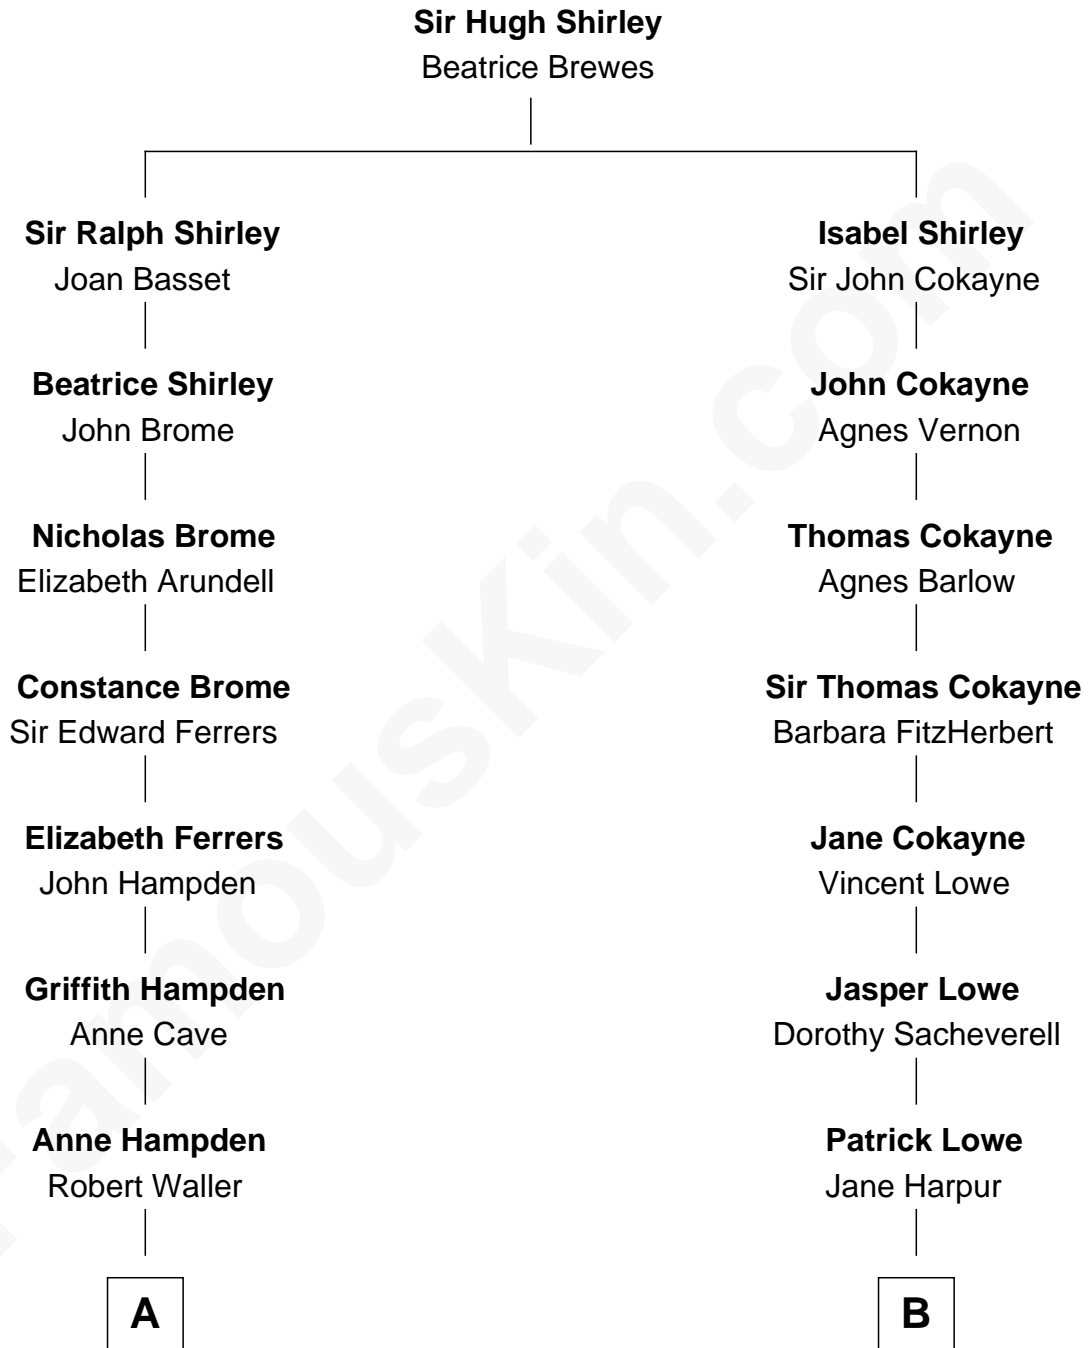 Sir Hugh Shirley
Beatrice Brewes
Sir Ralph Shirley
Joan Basset
Isabel Shirley
Sir John Cokayne
Beatrice Shirley
John Brome
John Cokayne
Agnes Vernon
Nicholas Brome
Elizabeth Arundell
Thomas Cokayne
Agnes Barlow
Constance Brome
Sir Edward Ferrers
Sir Thomas Cokayne
Barbara FitzHerbert
Elizabeth Ferrers
John Hampden
Jane Cokayne
Vincent Lowe
Griffith Hampden
Anne Cave
Jasper Lowe
Dorothy Sacheverell
Anne Hampden
Robert Waller
Patrick Lowe
Jane Harpur
A
B
FamousKin.com